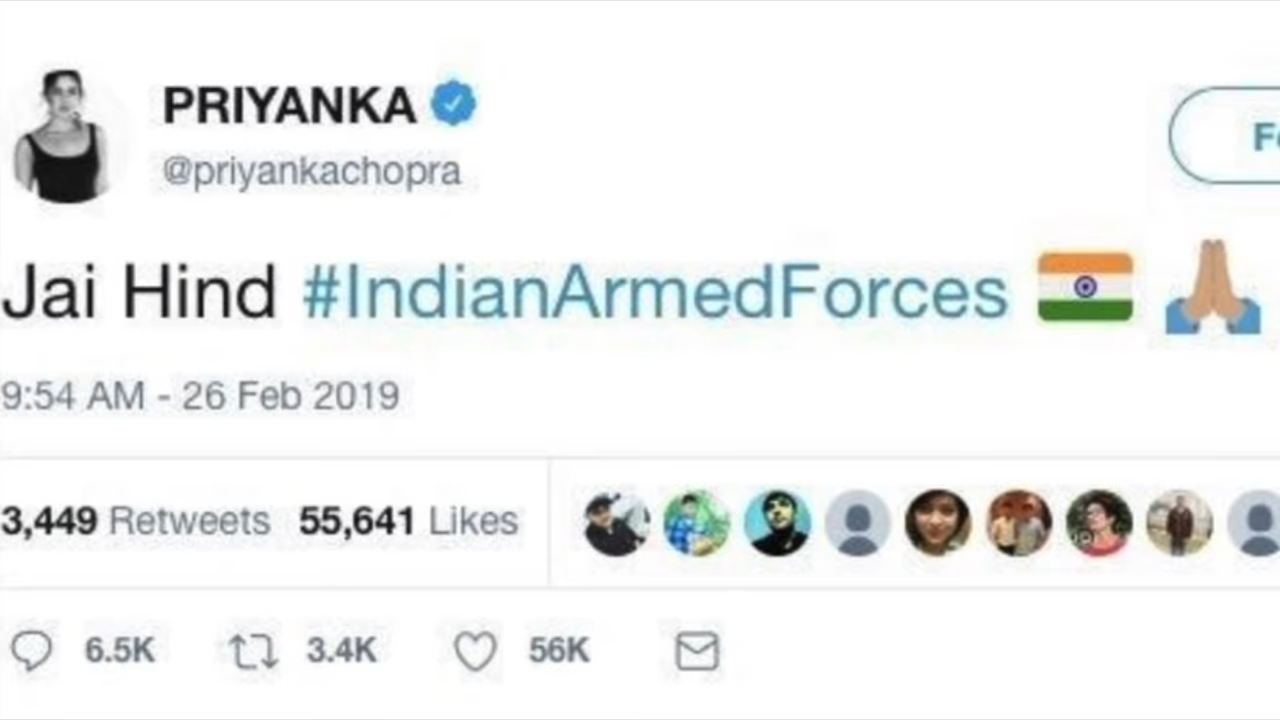 PRIYANKA
@priyankachopra
Jai Hind #IndianArmedForces 🇮🇳 🙏🏽
9:54 AM - 26 Feb 2019
3,449 Retweets 55,641 Likes
6.5K 3.4K 56K